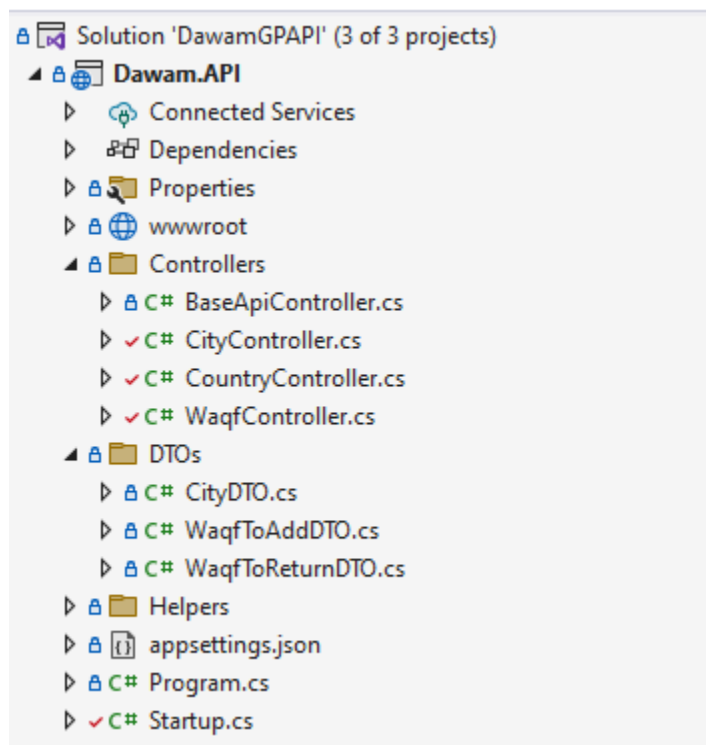 Solution 'DawamGPAPI' (3 of 3 projects)
Dawam.API
Connected Services
Dependencies
Properties
wwwroot
Controllers
C# BaseApiController.cs
C# CityController.cs
C# CountryController.cs
C# WaqfController.cs
DTOs
C# CityDTO.cs
C# WaqfToAddDTO.cs
C# WaqfToReturnDTO.cs
Helpers
appsettings.json
C# Program.cs
C# Startup.cs